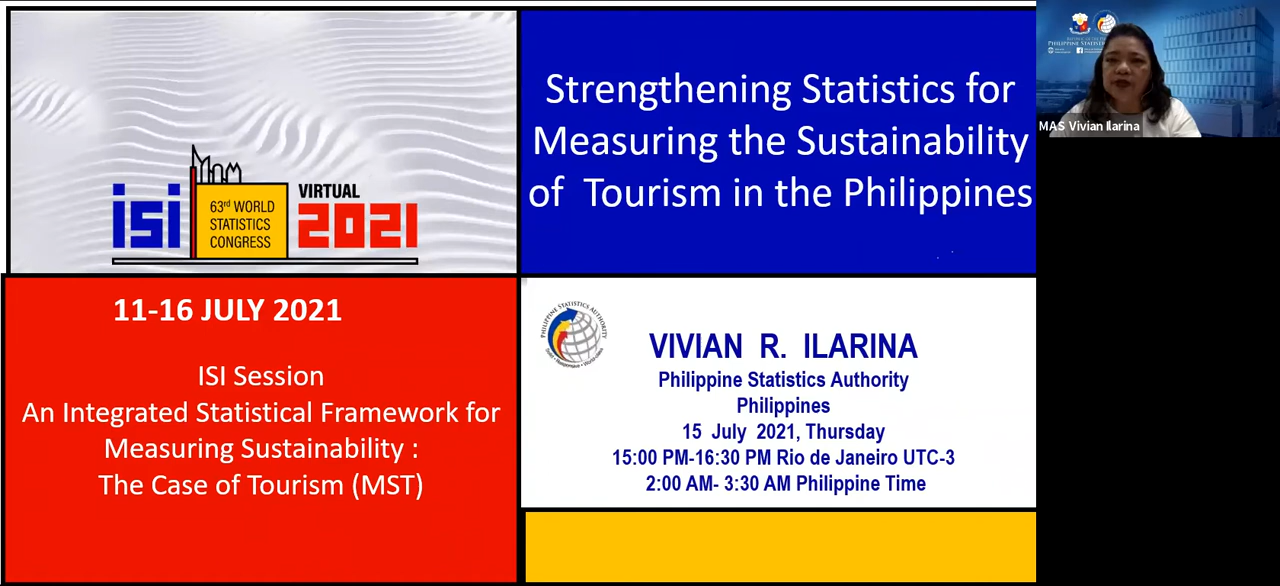 63rd WORLD
STATISTICS
CONGRESS
isi
VIRTUAL
2021
Strengthening Statistics for
Measuring the Sustainability
of Tourism in the Philippines
MAS Vivian Ilarina
11-16 JULY 2021
ISI Session
An Integrated Statistical Framework for
Measuring Sustainability :
The Case of Tourism (MST)
PHILIPPINE STATISTICS AUTHORITY
VIVIAN R. ILARINA
Philippine Statistics Authority
Philippines
15 July 2021, Thursday
15:00 PM-16:30 PM Rio de Janeiro UTC-3
2:00 AM- 3:30 AM Philippine Time